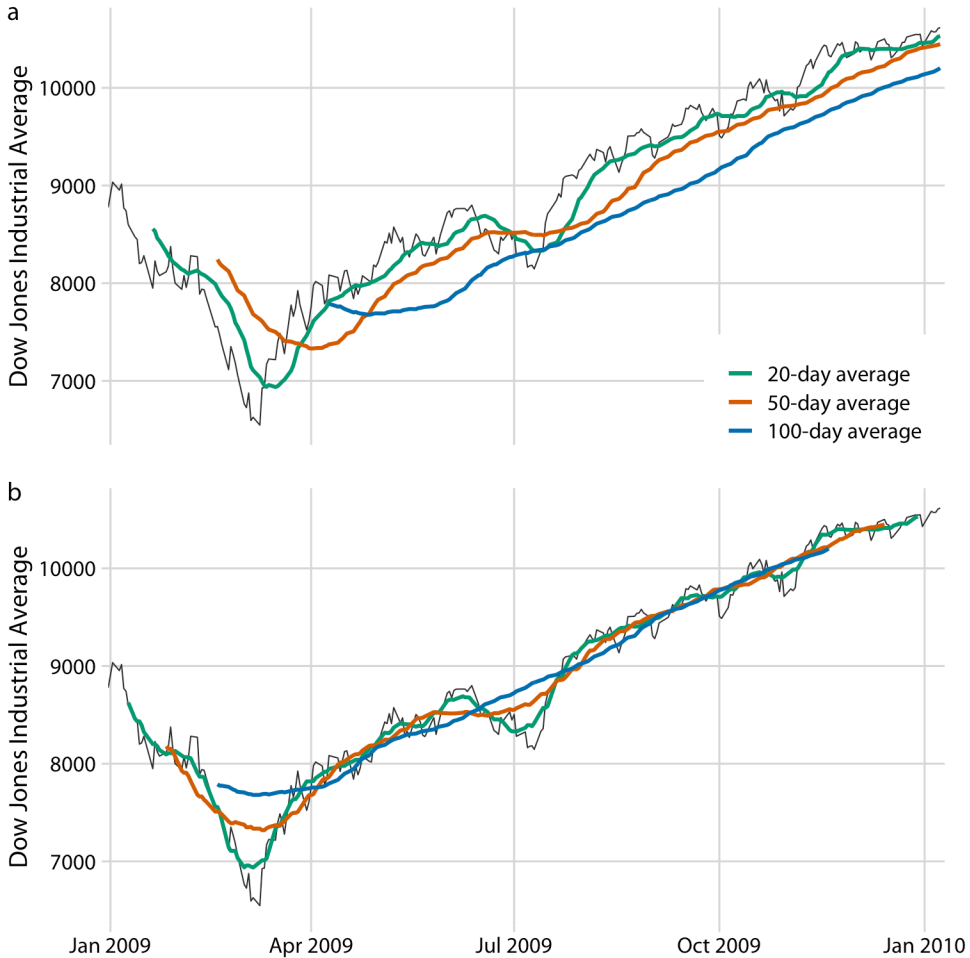 a
Dow Jones Industrial Average
10000
9000
8000
7000
20-day average
50-day average
100-day average
b
Dow Jones Industrial Average
10000
9000
8000
7000
Jan 2009 Apr 2009 Jul 2009 Oct 2009 Jan 2010